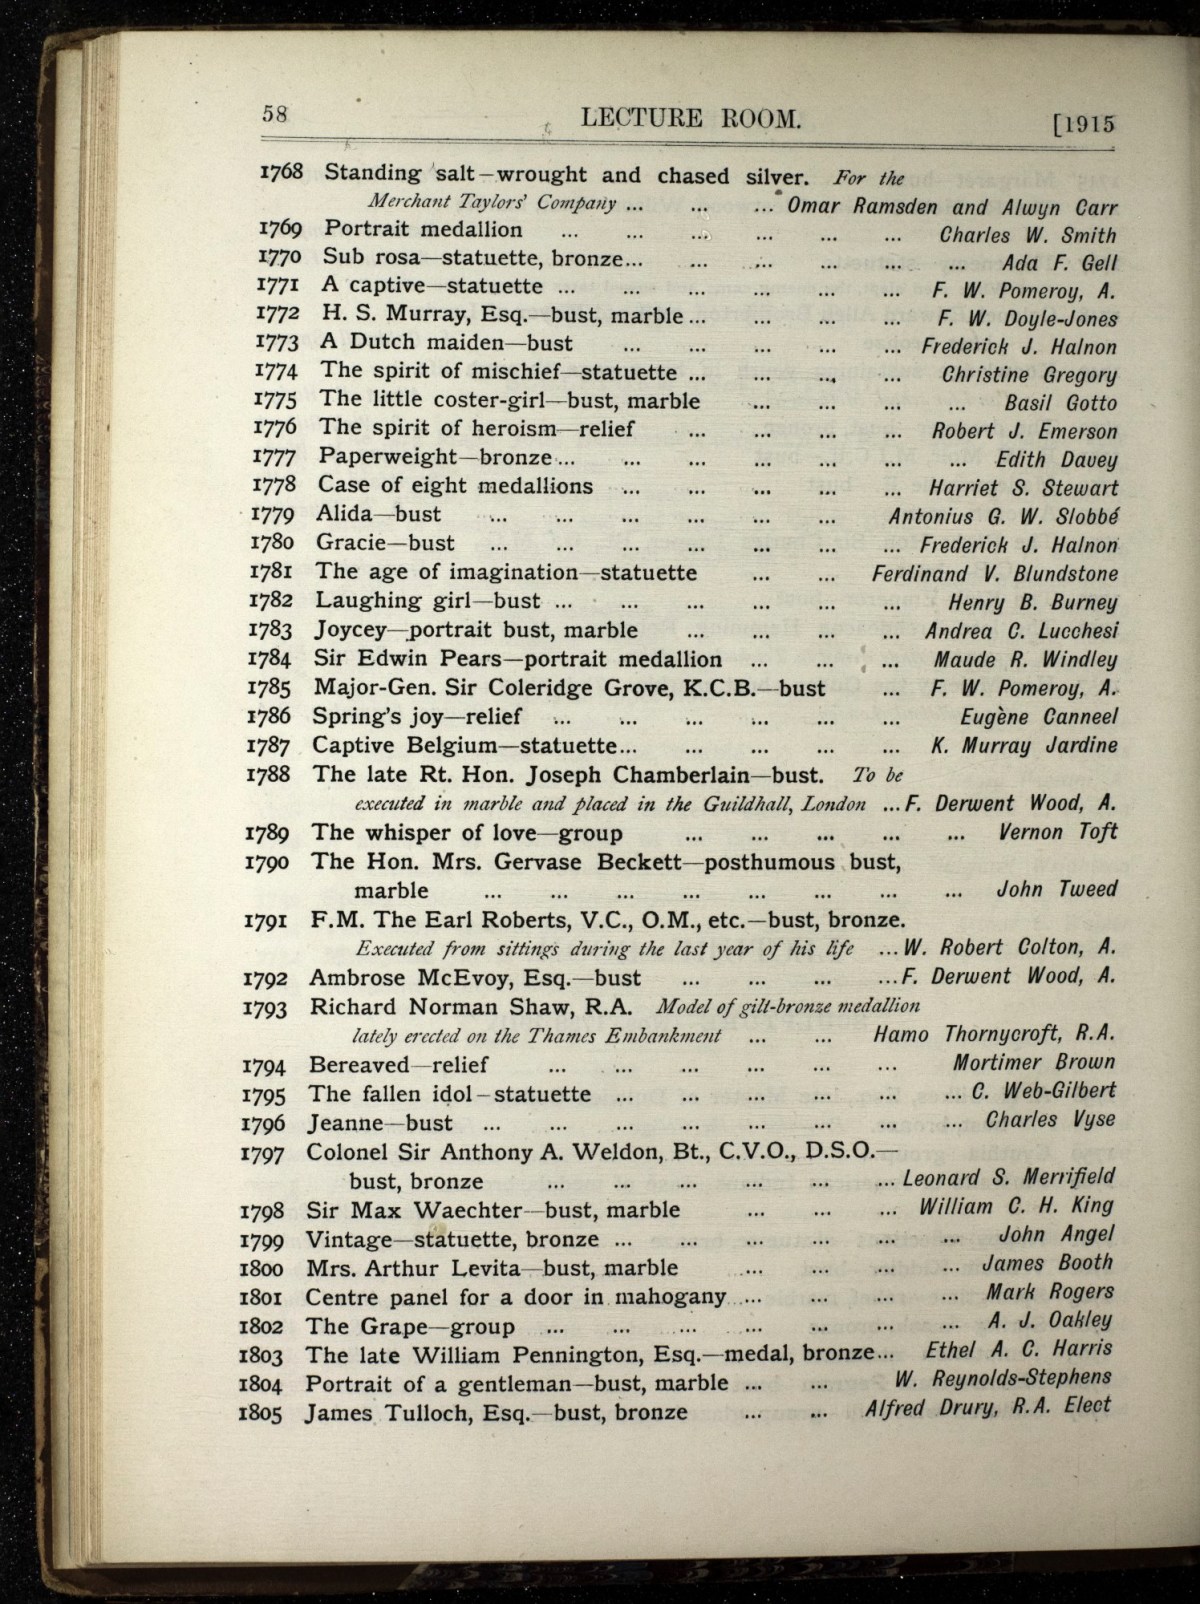 58 LECTURE ROOM. [1915
1768 Standing salt—wrought and chased silver. For the
Merchant Taylors' Company ... ... ... Omar Ramsden and Alwyn Carr
1769 Portrait medallion ... ... ... ... ... ... Charles W. Smith
1770 Sub rosa—statuette, bronze... ... ... ... ... ... Ada F. Gell
1771 A captive—statuette ... ... ... ... ... ... F. W. Pomeroy, A.
1772 H. S. Murray, Esq.—bust, marble ... ... ... ... F. W. Doyle-Jones
1773 A Dutch maiden—bust ... ... ... ... ... Frederick J. Halnon
1774 The spirit of mischief—statuette ... ... ... ... Christine Gregory
1775 The little coster-girl—bust, marble ... ... ... ... Basil Gotto
1776 The spirit of heroism—relief ... ... ... ... Robert J. Emerson
1777 Paperweight—bronze ... ... ... ... ... ... ... Edith Davey
1778 Case of eight medallions ... ... ... ... ... Harriet S. Stewart
1779 Alida—bust ... ... ... ... ... ... Antonius G. W. Slobbé
1780 Gracie—bust ... ... ... ... ... ... ... Frederick J. Halnon
1781 The age of imagination—statuette ... ... Ferdinand V. Blundstone
1782 Laughing girl—bust ... ... ... ... ... ... Henry B. Burney
1783 Joycey—portrait bust, marble ... ... ... ... Andrea C. Lucchesi
1784 Sir Edwin Pears—portrait medallion ... ... ... Maude R. Windley
1785 Major-Gen. Sir Coleridge Grove, K.C.B.—bust ... F. W. Pomeroy, A.
1786 Spring's joy—relief ... ... ... ... ... ... Eugène Canneel
1787 Captive Belgium—statuette... ... ... ... ... K. Murray Jardine
1788 The late Rt. Hon. Joseph Chamberlain—bust. To be
executed in marble and placed in the Guildhall, London ... F. Derwent Wood, A.
1789 The whisper of love—group ... ... ... ... ... Vernon Toft
1790 The Hon. Mrs. Gervase Beckett—posthumous bust,
marble ... ... ... ... ... ... ... ... John Tweed
1791 F.M. The Earl Roberts, V.C., O.M., etc.—bust, bronze.
Executed from sittings during the last year of his life ... W. Robert Colton, A.
1792 Ambrose McEvoy, Esq.—bust ... ... ... ... F. Derwent Wood, A.
1793 Richard Norman Shaw, R.A. Model of gilt-bronze medallion
lately erected on the Thames Embankment ... ... Hamo Thornycroft, R.A.
1794 Bereaved—relief ... ... ... ... ... ... Mortimer Brown
1795 The fallen idol—statuette ... ... ... ... ... ... C. Web-Gilbert
1796 Jeanne—bust ... ... ... ... ... ... ... ... Charles Vyse
1797 Colonel Sir Anthony A. Weldon, Bt., C.V.O., D.S.O.—
bust, bronze ... ... ... ... ... ... Leonard S. Merrifield
1798 Sir Max Waechter—bust, marble ... ... ... William C. H. King
1799 Vintage—statuette, bronze ... ... ... ... ... ... John Angel
1800 Mrs. Arthur Levita—bust, marble ... ... ... ... James Booth
1801 Centre panel for a door in mahogany ... ... ... ... Mark Rogers
1802 The Grape—group ... ... ... ... ... ... ... A. J. Oakley
1803 The late William Pennington, Esq.—medal, bronze... Ethel A. C. Harris
1804 Portrait of a gentleman—bust, marble ... ... W. Reynolds-Stephens
1805 James Tulloch, Esq.—bust, bronze ... ... Alfred Drury, R.A. Elect